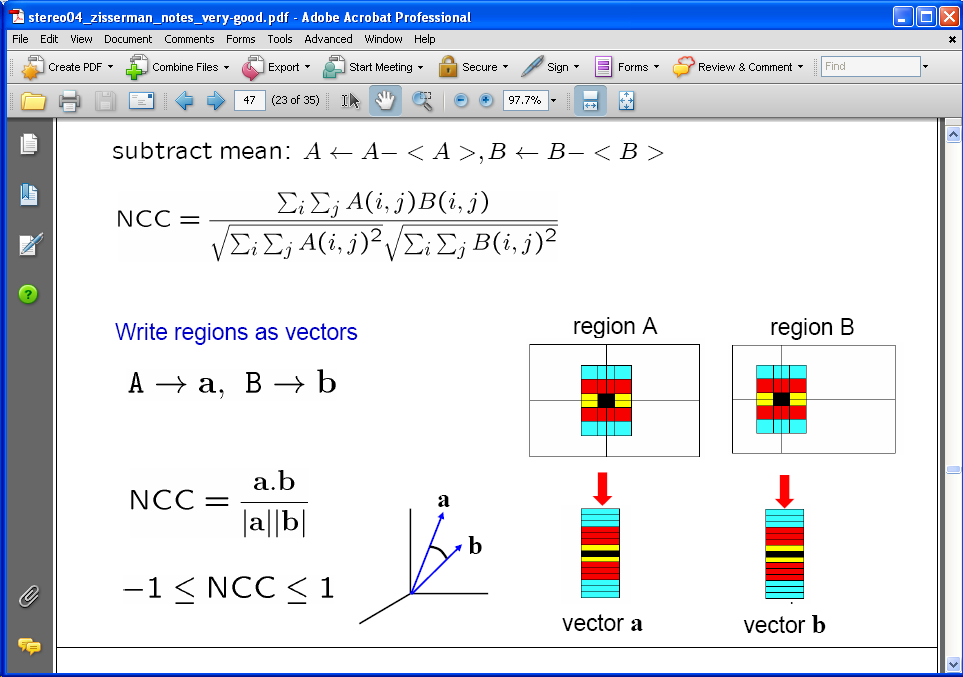 stereo04_zisserman_notes_very-good.pdf - Adobe Acrobat Professional
File Edit View Document Comments Forms Tools Advanced Window Help
Create PDF Combine Files Export Start Meeting Secure Sign Forms Review & Comment Find
47 (23 of 35) 97.7%
subtract mean: A ← A− < A >, B ← B− < B >
NCC = ∑i ∑j A(i, j)B(i, j) / √∑i ∑j A(i, j)² √∑i ∑j B(i, j)²
Write regions as vectors
A → a, B → b
region A region B
NCC = a.b / |a||b|
a
b
−1 ≤ NCC ≤ 1
vector a vector b